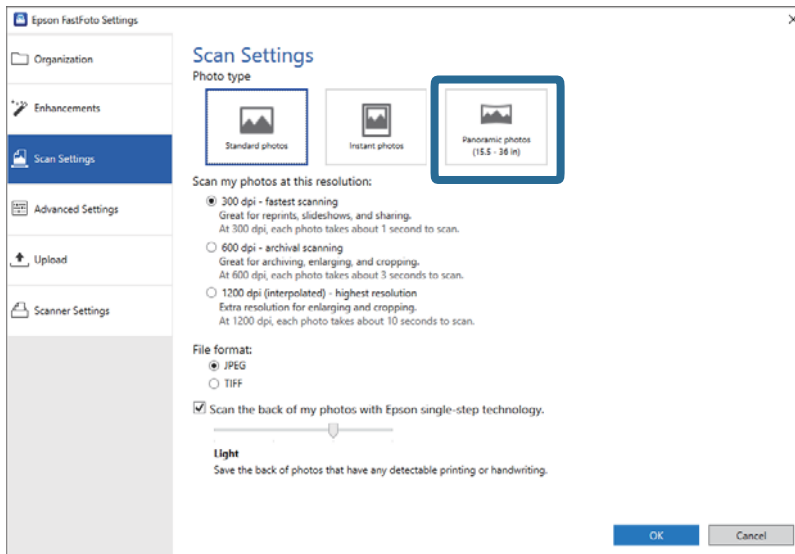 Epson FastFoto Settings
Organization
Enhancements
Scan Settings
Advanced Settings
Upload
Scanner Settings
Scan Settings
Photo type
Standard photos
Instant photos
Panoramic photos
(15.5 - 36 in)
Scan my photos at this resolution:
300 dpi - fastest scanning
Great for reprints, slideshows, and sharing.
At 300 dpi, each photo takes about 1 second to scan.
600 dpi - archival scanning
Great for archiving, enlarging, and cropping.
At 600 dpi, each photo takes about 3 seconds to scan.
1200 dpi (interpolated) - highest resolution
Extra resolution for enlarging and cropping.
At 1200 dpi, each photo takes about 10 seconds to scan.
File format:
JPEG
TIFF
Scan the back of my photos with Epson single-step technology.
Light
Save the back of photos that have any detectable printing or handwriting.
OK
Cancel